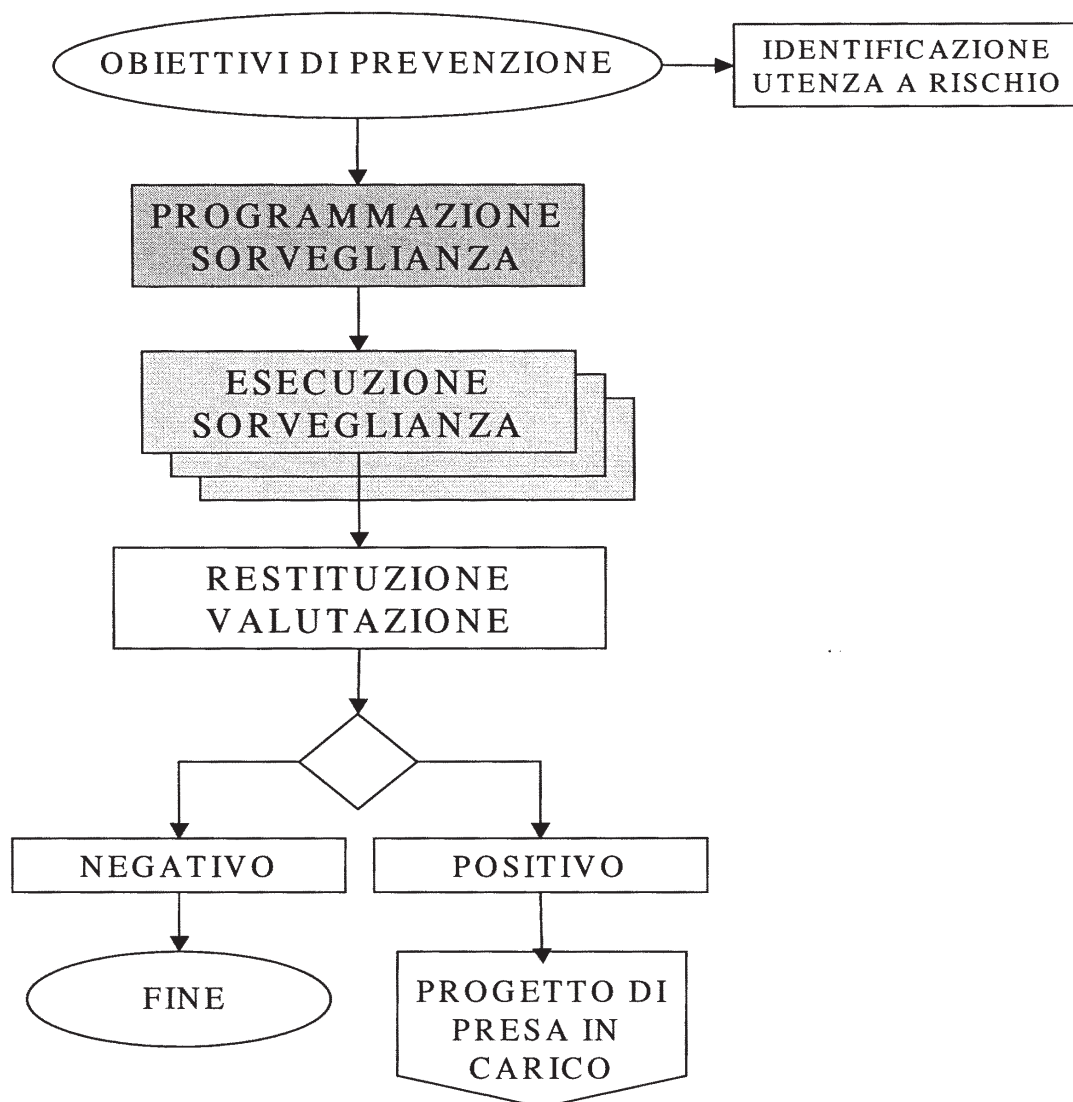 OBIETTIVI DI PREVENZIONE
IDENTIFICAZIONE
UTENZA A RISCHIO
PROGRAMMAZIONE
SORVEGLIANZA
ESECUZIONE
SORVEGLIANZA
RESTITUZIONE
VALUTAZIONE
NEGATIVO
POSITIVO
FINE
PROGETTO DI
PRESA IN
CARICO